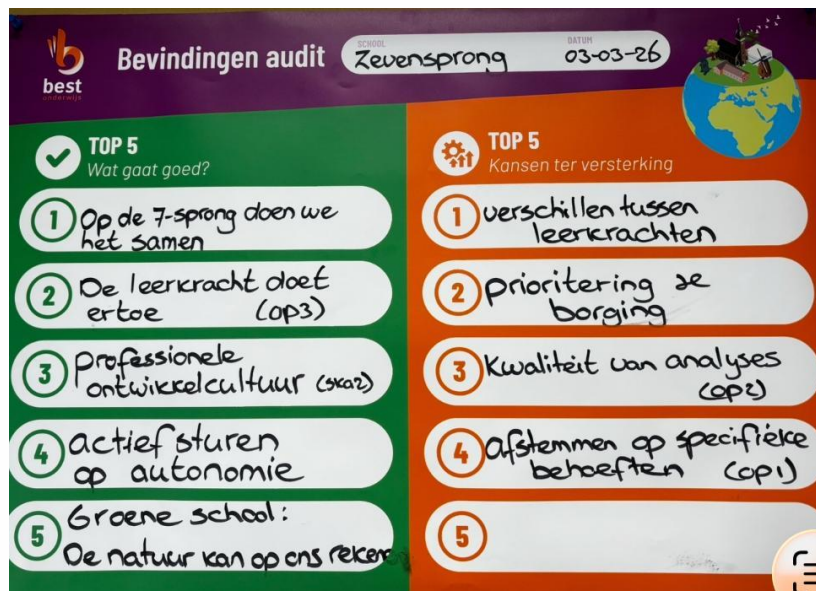 best
onderwijs
Bevindingen audit
SCHOOL
Zevensprong
DATUM
03-03-26
TOP 5
Wat gaat goed?
1 Op de 7-sprong doen we
het samen
2 De leerkracht doet
ertoe (OP3)
3 professionele
ontwikkelcultuur (SKA2)
4 actief sturen
op autonomie
5 Groene school:
De natuur kan op ons rekenen
TOP 5
Kansen ter versterking
1 verschillen tussen
leerkrachten
2 prioritering &
borging
3 Kwaliteit van analyses
(OP2)
4 afstemmen op specifieke
behoeften (OP1)
5